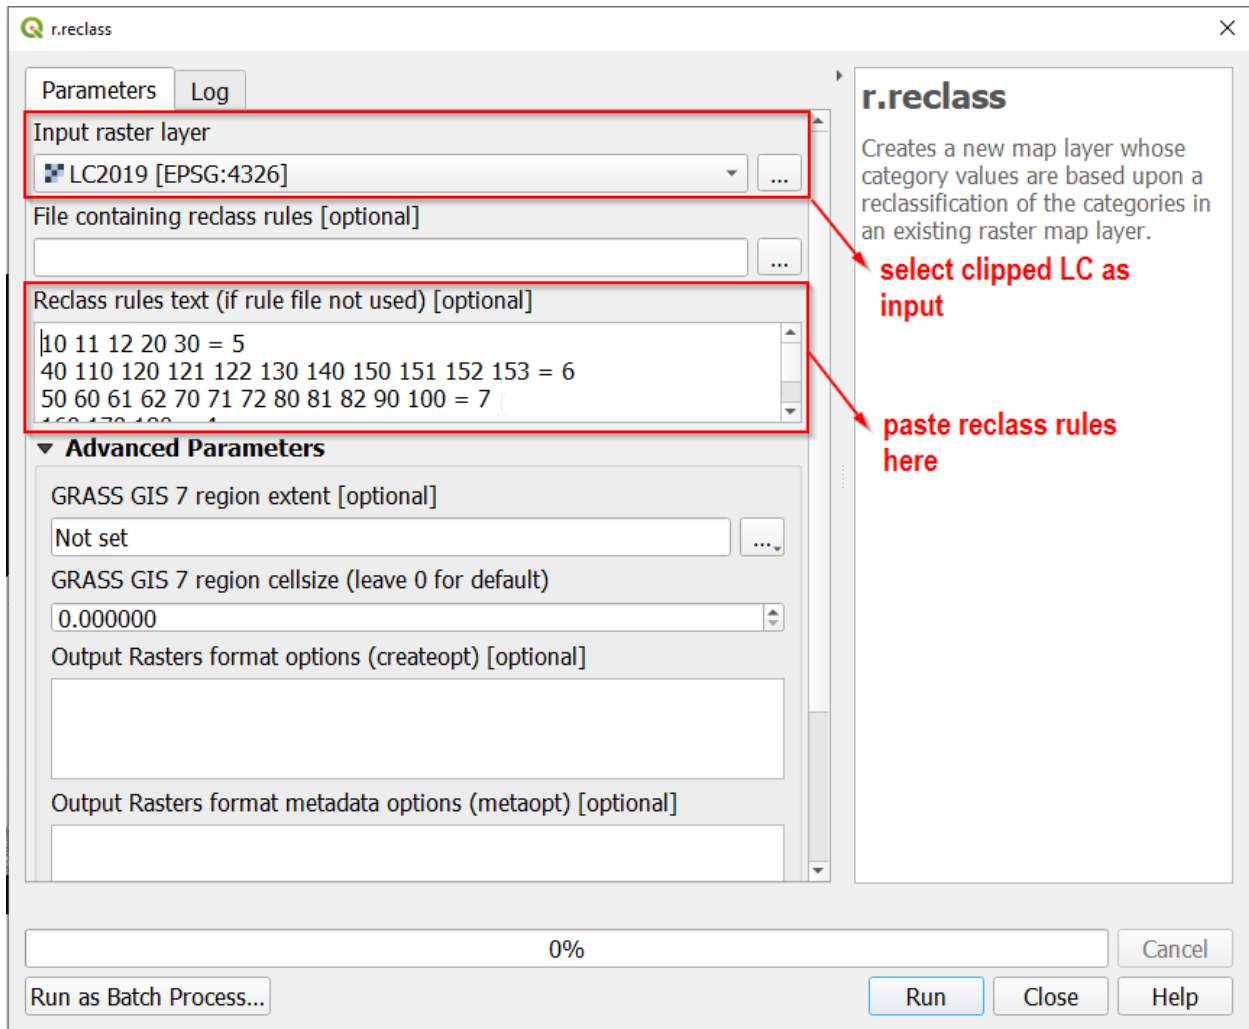 r.reclass
Parameters
Log
Input raster layer
LC2019 [EPSG:4326]
...
File containing reclass rules [optional]
...
Reclass rules text (if rule file not used) [optional]
10 11 12 20 30 = 5
40 110 120 121 122 130 140 150 151 152 153 = 6
50 60 61 62 70 71 72 80 81 82 90 100 = 7
Advanced Parameters
GRASS GIS 7 region extent [optional]
Not set
...
GRASS GIS 7 region cellsize (leave 0 for default)
0.000000
Output Rasters format options (createopt) [optional]
Output Rasters format metadata options (metaopt) [optional]
r.reclass
Creates a new map layer whose
category values are based upon a
reclassification of the categories in
an existing raster map layer.
select clipped LC as
input
paste reclass rules
here
0%
Cancel
Run as Batch Process...
Run
Close
Help